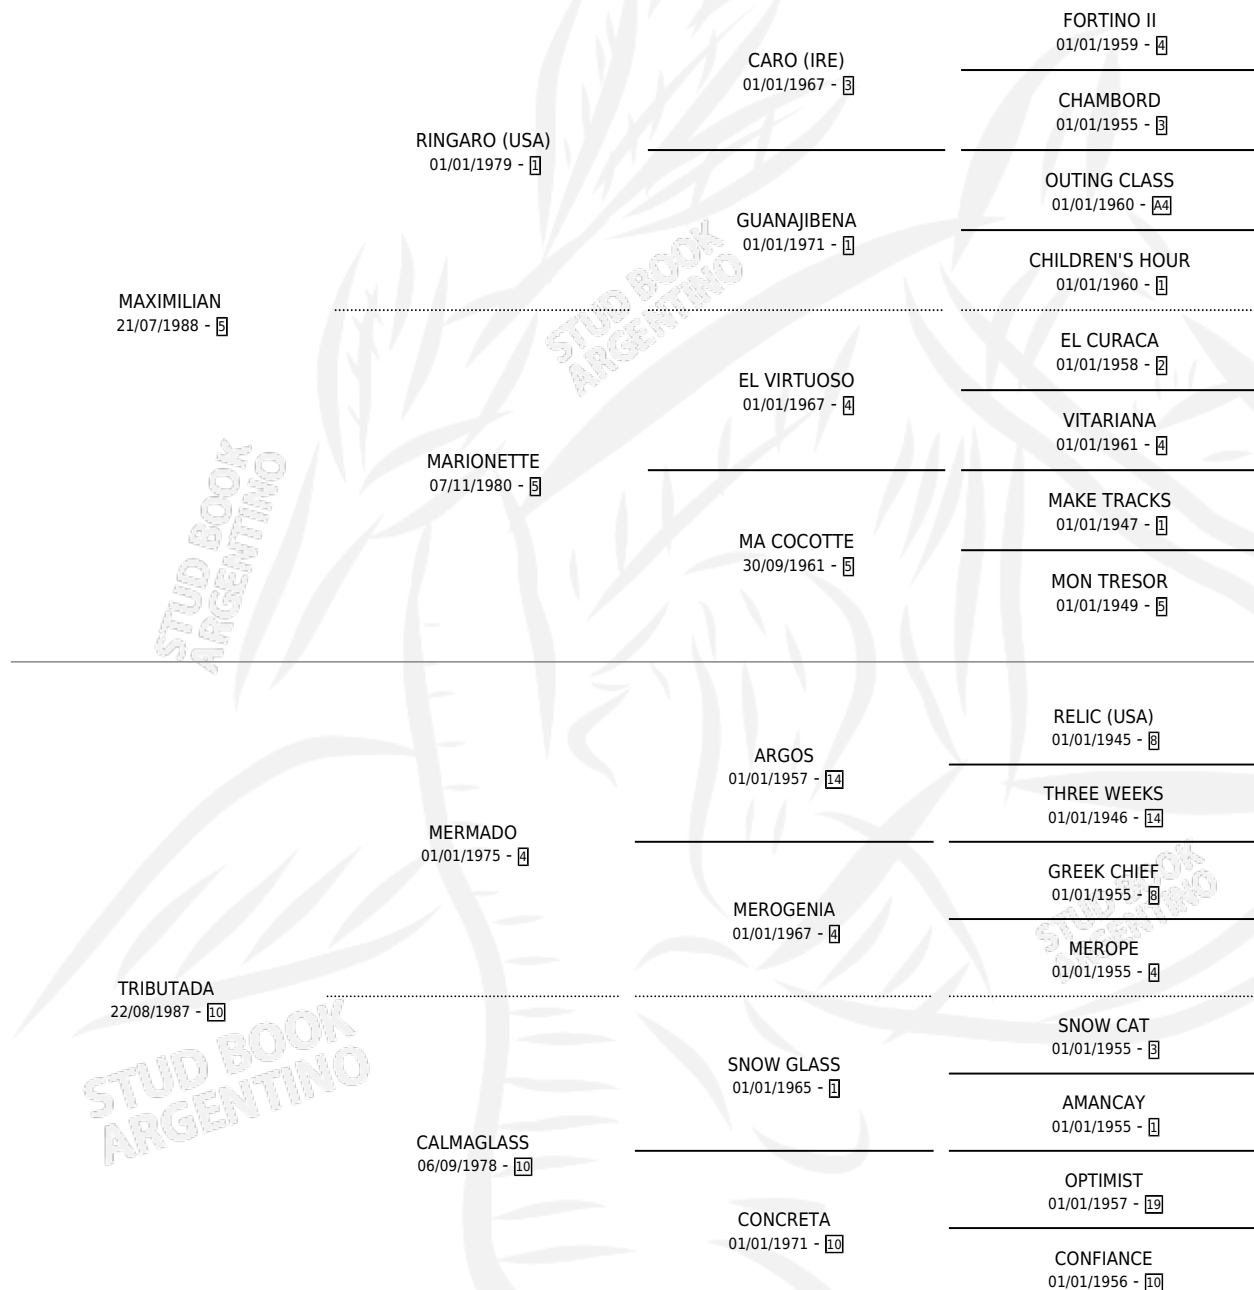 FORTINO II
01/01/1959 - 4
CARO (IRE)
01/01/1967 - 3
CHAMBORD
01/01/1955 - 3
RINGARO (USA)
01/01/1979 - 1
OUTING CLASS
01/01/1960 - A4
GUANAJIBENA
01/01/1971 - 1
CHILDREN'S HOUR
01/01/1960 - 1
MAXIMILIAN
21/07/1988 - 5
EL CURACA
01/01/1958 - 2
EL VIRTUOSO
01/01/1967 - 4
VITARIANA
01/01/1961 - 4
MARIONETTE
07/11/1980 - 5
MAKE TRACKS
01/01/1947 - 1
MA COCOTTE
30/09/1961 - 5
MON TRESOR
01/01/1949 - 5
RELIC (USA)
01/01/1945 - 8
ARGOS
01/01/1957 - 14
THREE WEEKS
01/01/1946 - 14
MERMADO
01/01/1975 - 4
GREEK CHIEF
01/01/1955 - 8
MEROGENIA
01/01/1967 - 4
MEROPE
01/01/1955 - 4
TRIBUTADA
22/08/1987 - 10
SNOW CAT
01/01/1955 - 3
SNOW GLASS
01/01/1965 - 1
AMANCAY
01/01/1955 - 1
CALMAGLASS
06/09/1978 - 10
OPTIMIST
01/01/1957 - 19
CONCRETA
01/01/1971 - 10
CONFIANCE
01/01/1956 - 10
STUD BOOK
ARGENTINO
STUD BOOK
ARGENTINO
STUD BOOK
ARGENTINO
STUD BOOK
ARGENTINO